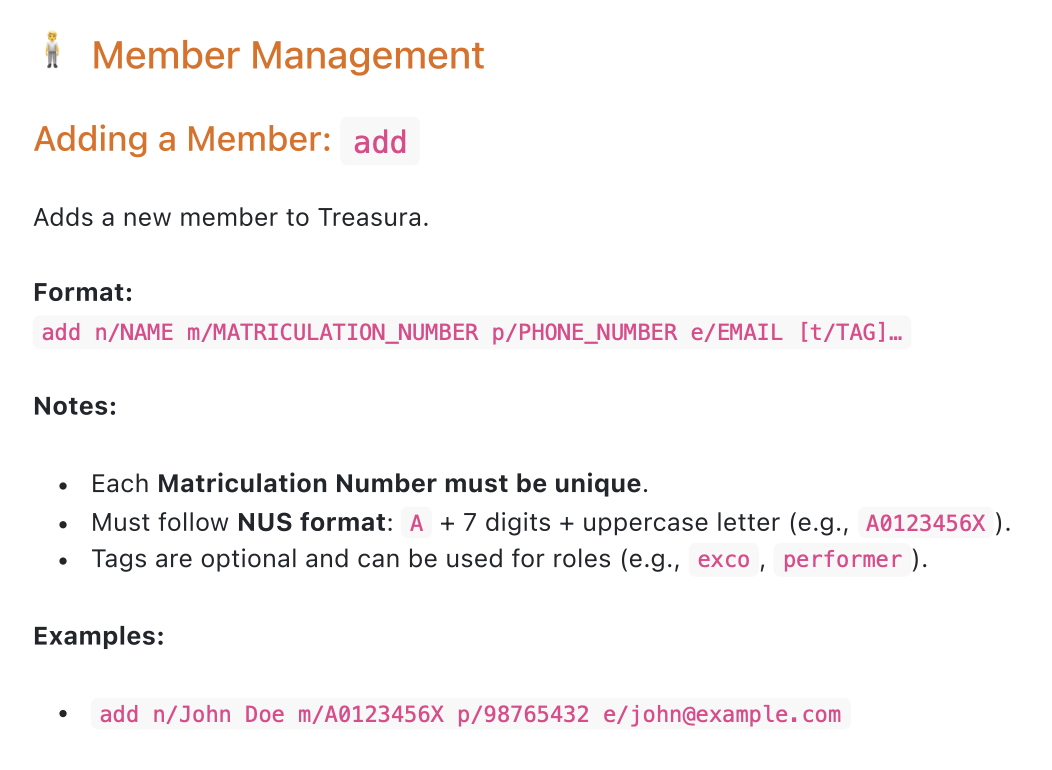 Member Management
Adding a Member: add
Adds a new member to Treasura.
Format:
add n/NAME m/MATRICULATION_NUMBER p/PHONE_NUMBER e/EMAIL [t/TAG]…
Notes:
• Each Matriculation Number must be unique.
• Must follow NUS format: A + 7 digits + uppercase letter (e.g., A0123456X).
• Tags are optional and can be used for roles (e.g., exco, performer).
Examples:
• add n/John Doe m/A0123456X p/98765432 e/john@example.com